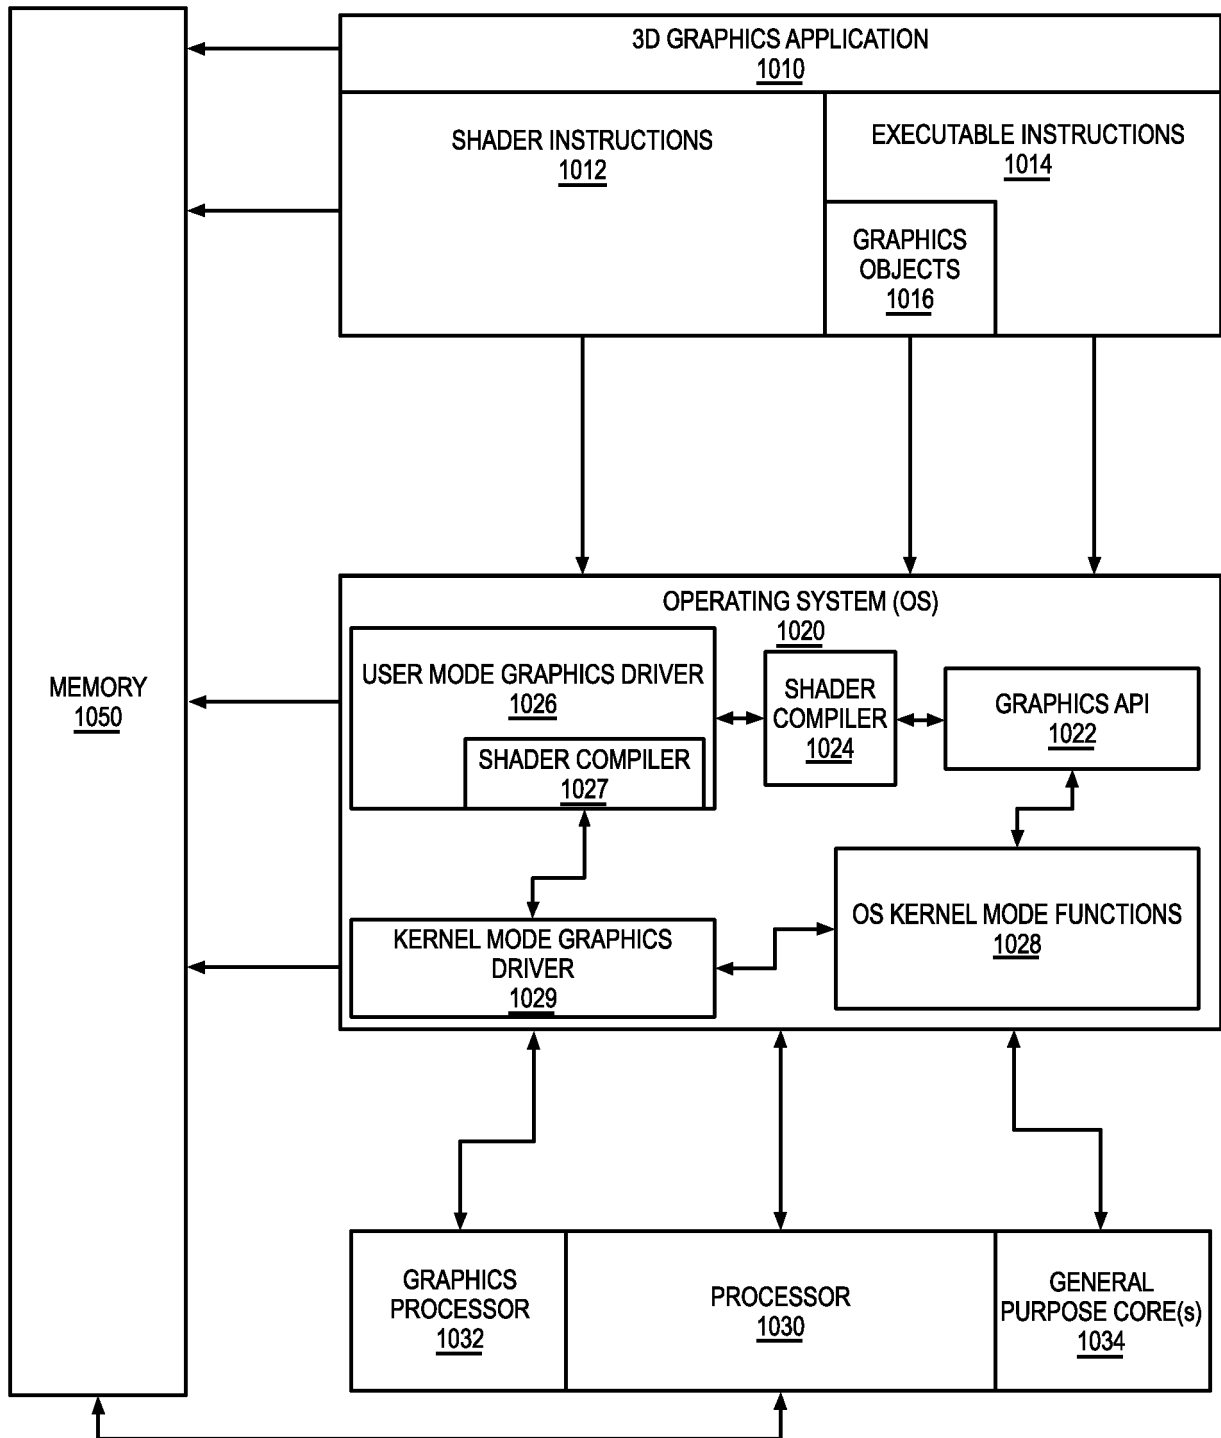 3D GRAPHICS APPLICATION
1010
SHADER INSTRUCTIONS
1012
EXECUTABLE INSTRUCTIONS
1014
GRAPHICS
OBJECTS
1016
MEMORY
1050
OPERATING SYSTEM (OS)
1020
USER MODE GRAPHICS DRIVER
1026
SHADER COMPILER
1027
SHADER
COMPILER
1024
GRAPHICS API
1022
OS KERNEL MODE FUNCTIONS
1028
KERNEL MODE GRAPHICS
DRIVER
1029
GRAPHICS
PROCESSOR
1032
PROCESSOR
1030
GENERAL
PURPOSE CORE(s)
1034